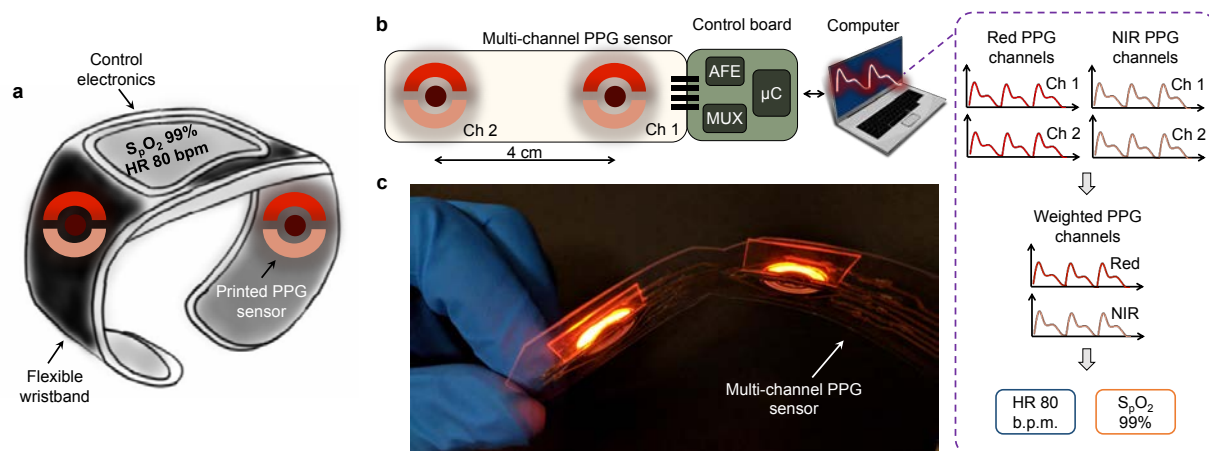 a
Control
electronics
SpO2 99%
HR 80 bpm
Printed PPG
sensor
Flexible
wristband
b
Multi-channel PPG sensor
Control board
Computer
AFE
µC
MUX
Ch 2
Ch 1
4 cm
c
Multi-channel PPG
sensor
Red PPG
channels
NIR PPG
channels
Ch 1
Ch 1
Ch 2
Ch 2
Weighted PPG
channels
Red
NIR
HR 80
b.p.m.
SpO2
99%